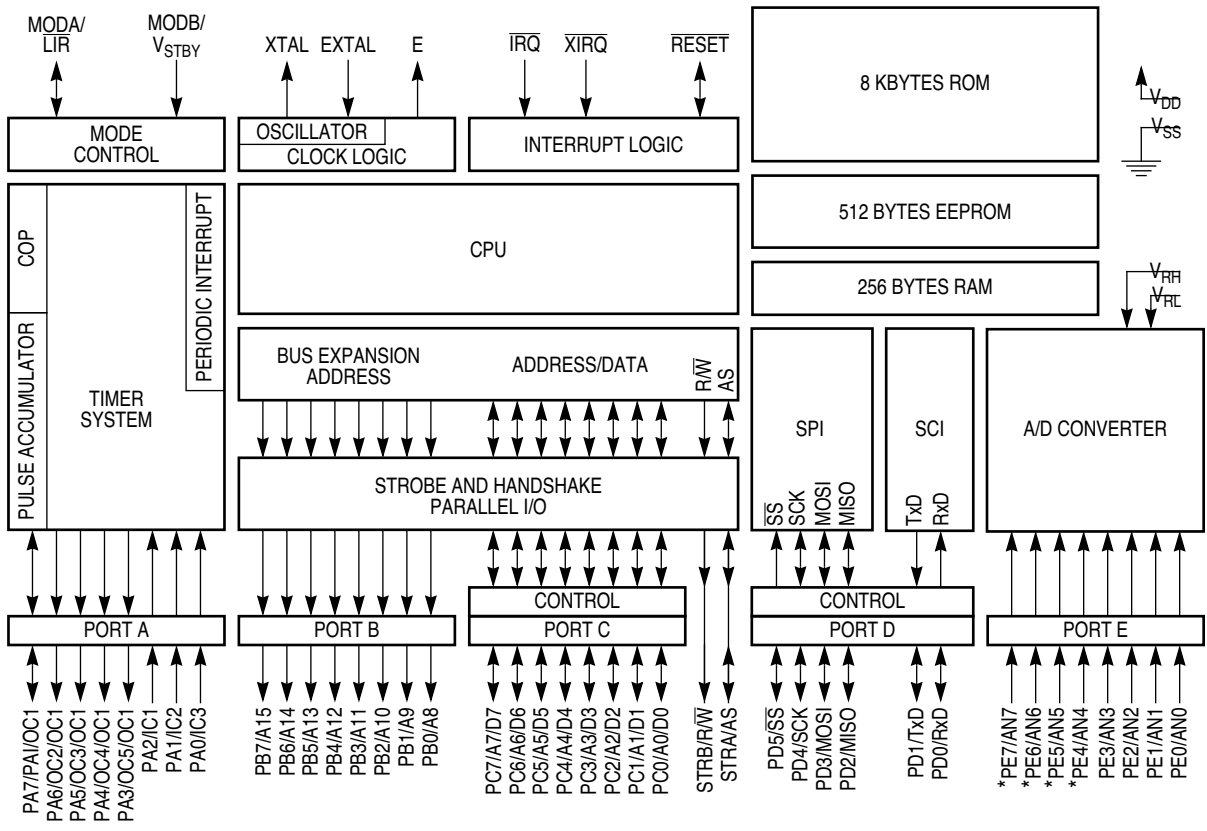 MODA/
LIR
MODB/
VSTBY
XTAL
EXTAL
E
IRQ
XIRQ
RESET
8 KBYTES ROM
VDD
VSS
MODE
CONTROL
OSCILLATOR
CLOCK LOGIC
INTERRUPT LOGIC
COP
PULSE ACCUMULATOR
TIMER
SYSTEM
PERIODIC INTERRUPT
CPU
512 BYTES EEPROM
256 BYTES RAM
VRH
VRL
BUS EXPANSION
ADDRESS
ADDRESS/DATA
R/W
AS
STROBE AND HANDSHAKE
PARALLEL I/O
SPI
SS
SCK
MOSI
MISO
SCI
TxD
RxD
A/D CONVERTER
CONTROL
CONTROL
PORT A
PORT B
PORT C
PORT D
PORT E
PA7/PAI/OC1
PA6/OC2/OC1
PA5/OC3/OC1
PA4/OC4/OC1
PA3/OC5/OC1
PA2/IC1
PA1/IC2
PA0/IC3
PB7/A15
PB6/A14
PB5/A13
PB4/A12
PB3/A11
PB2/A10
PB1/A9
PB0/A8
PC7/A7/D7
PC6/A6/D6
PC5/A5/D5
PC4/A4/D4
PC3/A3/D3
PC2/A2/D2
PC1/A1/D1
PC0/A0/D0
STRB/R/W
STRA/AS
PD5/SS
PD4/SCK
PD3/MOSI
PD2/MISO
PD1/TxD
PD0/RxD
*PE7/AN7
*PE6/AN6
*PE5/AN5
*PE4/AN4
PE3/AN3
PE2/AN2
PE1/AN1
PE0/AN0